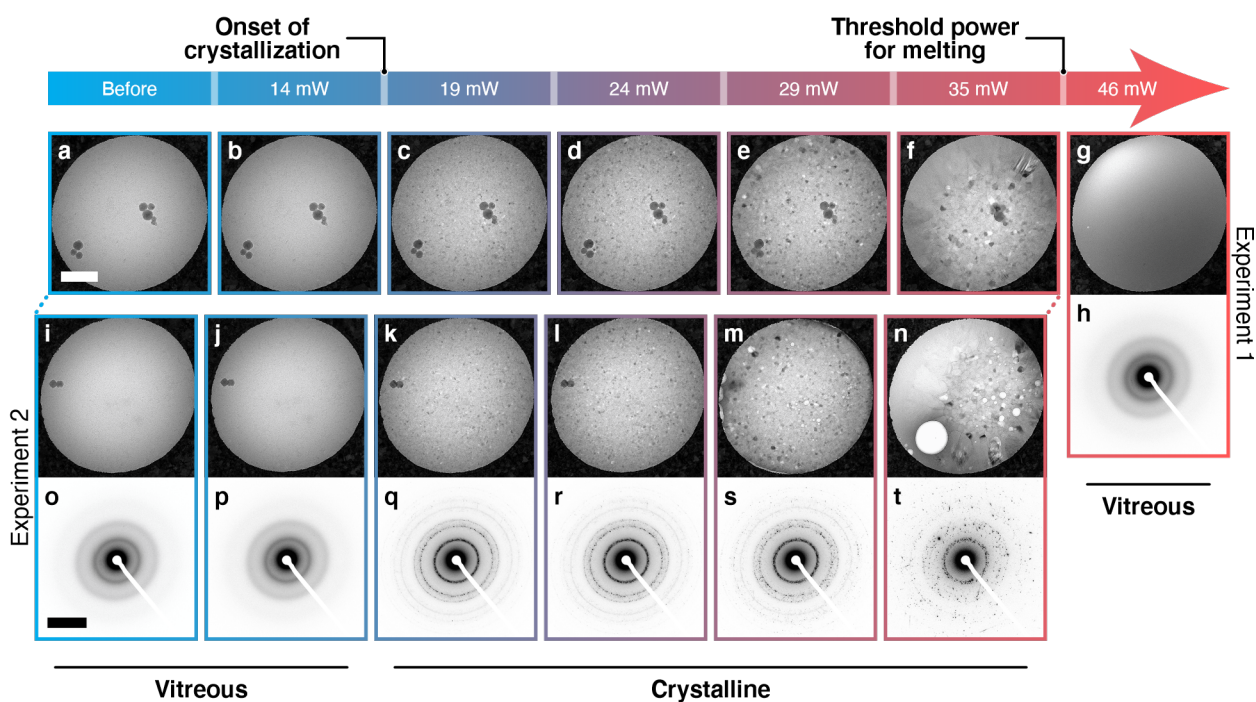 Onset of
crystallization
Threshold power
for melting
Before
14 mW
19 mW
24 mW
29 mW
35 mW
46 mW
a
b
c
d
e
f
g
h
Experiment 1
i
j
k
l
m
n
Experiment 2
o
p
q
r
s
t
Vitreous
Vitreous
Crystalline